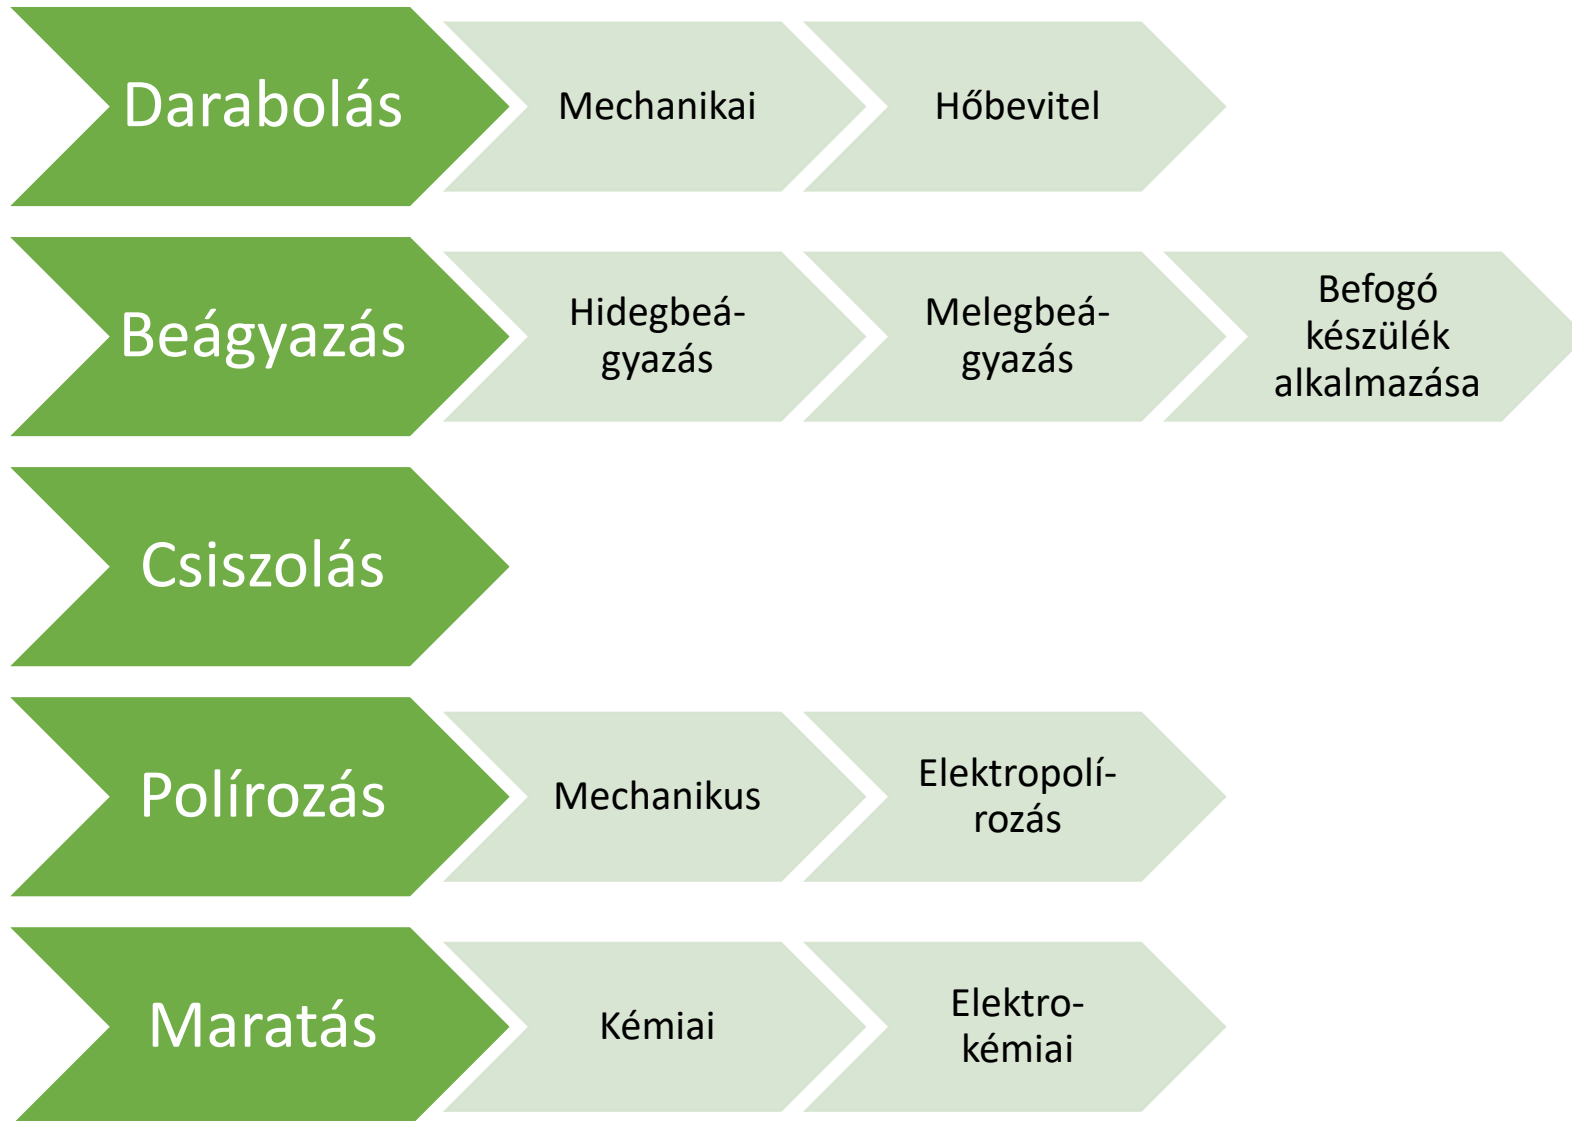 Darabolás
Mechanikai
Hőbevitel
Beágyazás
Hidegbeá-
gyazás
Melegbeá-
gyazás
Befogó
készülék
alkalmazása
Csiszolás
Polírozás
Mechanikus
Elektropolí-
rozás
Maratás
Kémiai
Elektro-
kémiai